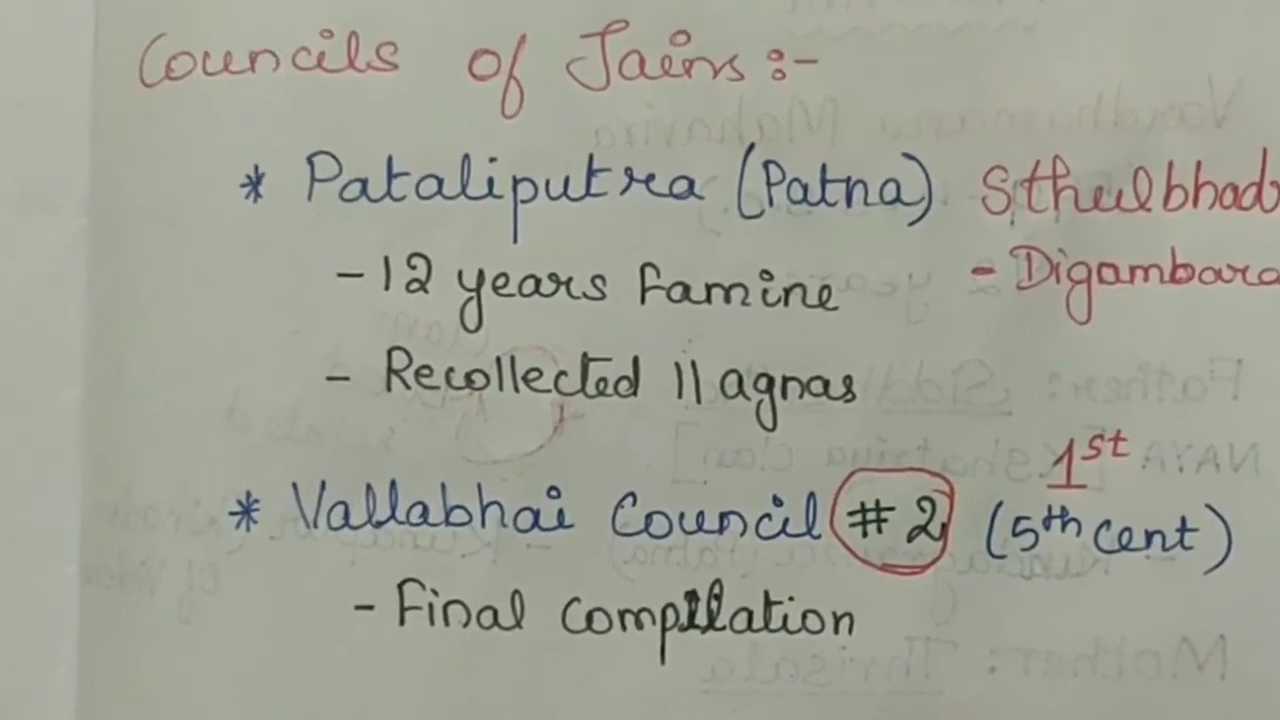 Councils of Jains :-
* Pataliputra (Patna) Sthulbhad
- 12 years Famine - Digambara
- Recollected 11 agnas
1st
* Vallabhai Council #2 (5th cent)
- Final Compilation